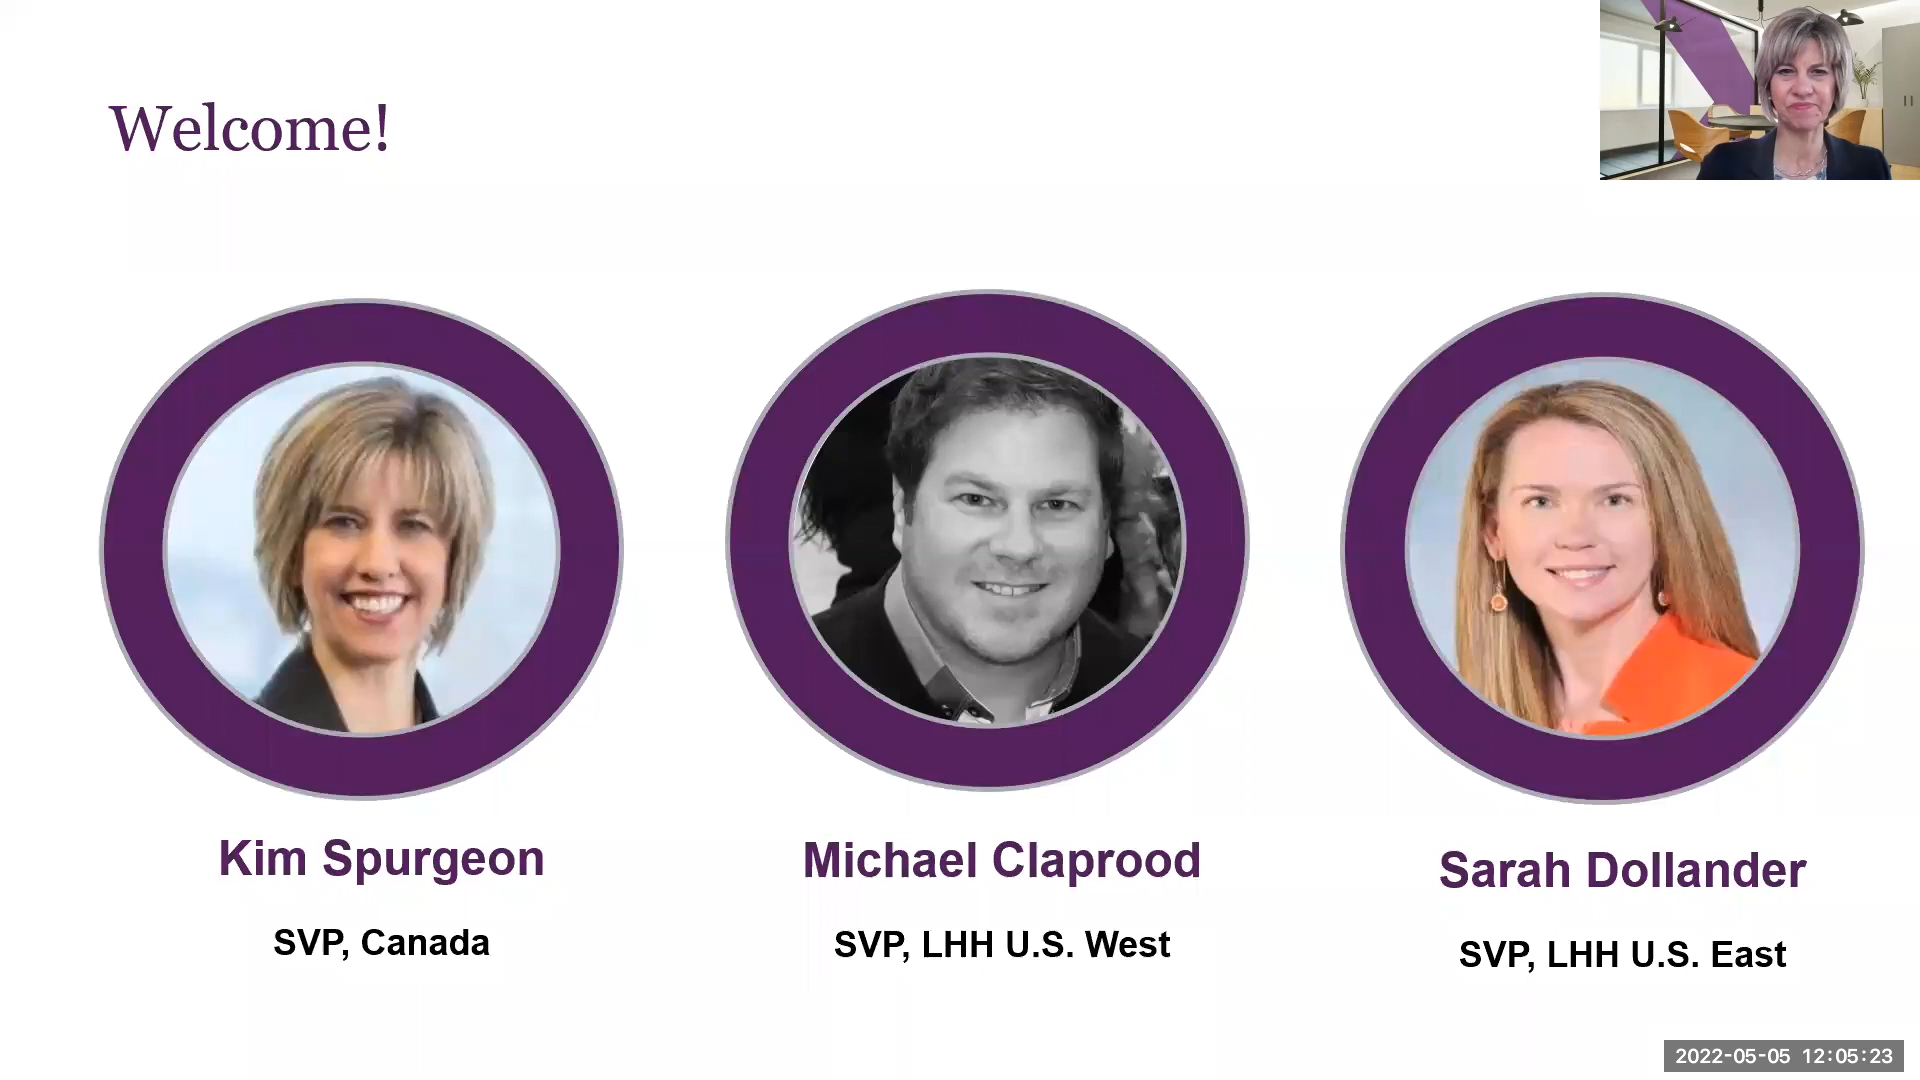 Welcome!
Kim Spurgeon
SVP, Canada
Michael Claprood
SVP, LHH U.S. West
Sarah Dollander
SVP, LHH U.S. East
2022-05-05 12:05:23